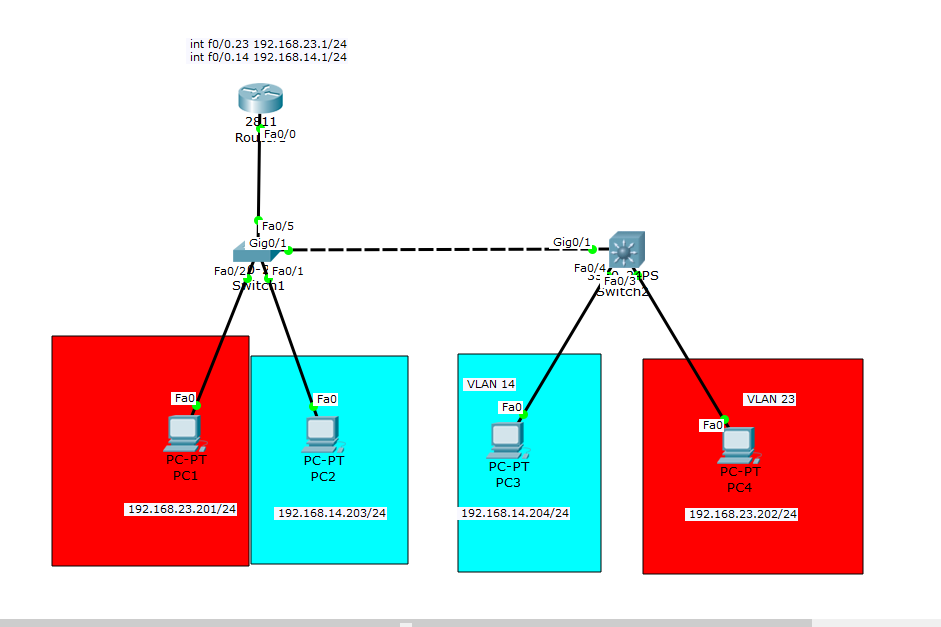 int f0/0.23 192.168.23.1/24
int f0/0.14 192.168.14.1/24
2811
Fa0/0
Fa0/5
Gig0/1
Gig0/1
Fa0/2
Fa0/1
Switch1
Fa0/4
Fa0/3
Switch2
VLAN 14
VLAN 23
Fa0
Fa0
Fa0
Fa0
PC-PT
PC1
PC-PT
PC2
PC-PT
PC3
PC-PT
PC4
192.168.23.201/24
192.168.14.203/24
192.168.14.204/24
192.168.23.202/24